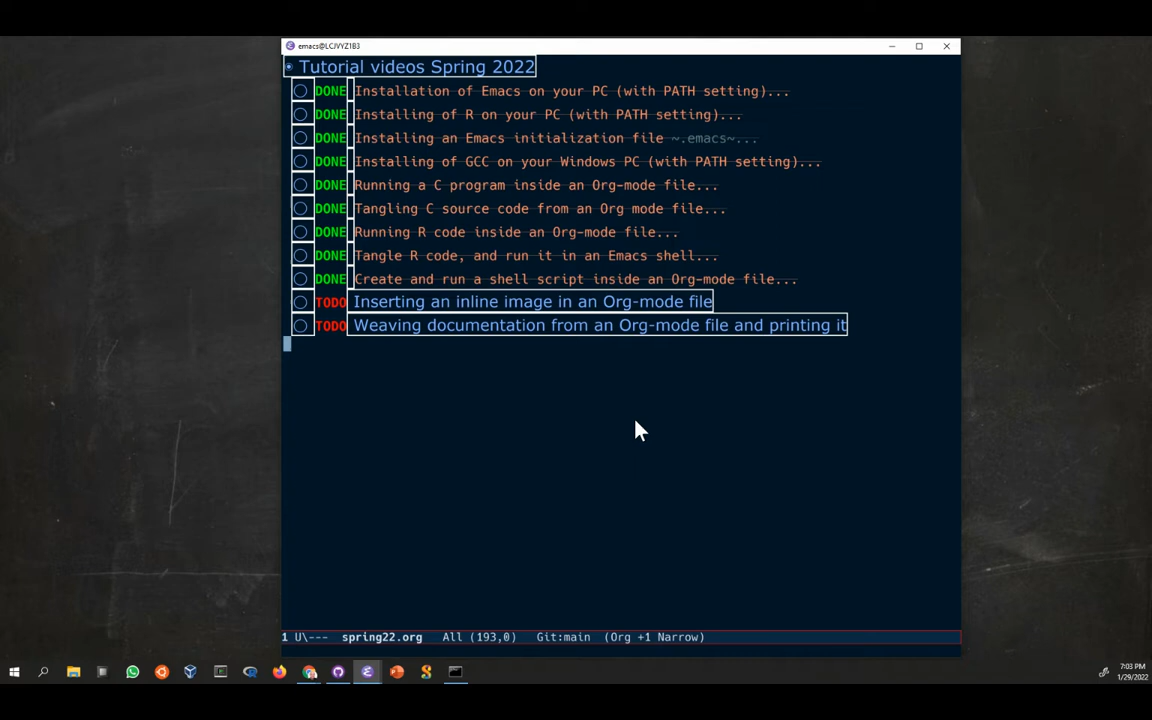 emacs@LCJVYZ1B3
Tutorial videos Spring 2022
DONE Installation of Emacs on your PC (with PATH setting)...
DONE Installing of R on your PC (with PATH setting)...
DONE Installing an Emacs initialization file ~.emacs~...
DONE Installing of GCC on your Windows PC (with PATH setting)...
DONE Running a C program inside an Org-mode file...
DONE Tangling C source code from an Org mode file...
DONE Running R code inside an Org-mode file...
DONE Tangle R code, and run it in an Emacs shell...
DONE Create and run a shell script inside an Org-mode file...
TODO Inserting an inline image in an Org-mode file
TODO Weaving documentation from an Org-mode file and printing it
1 U\--- spring22.org All (193,0) Git:main (Org +1 Narrow)
7:03 PM
1/29/2022